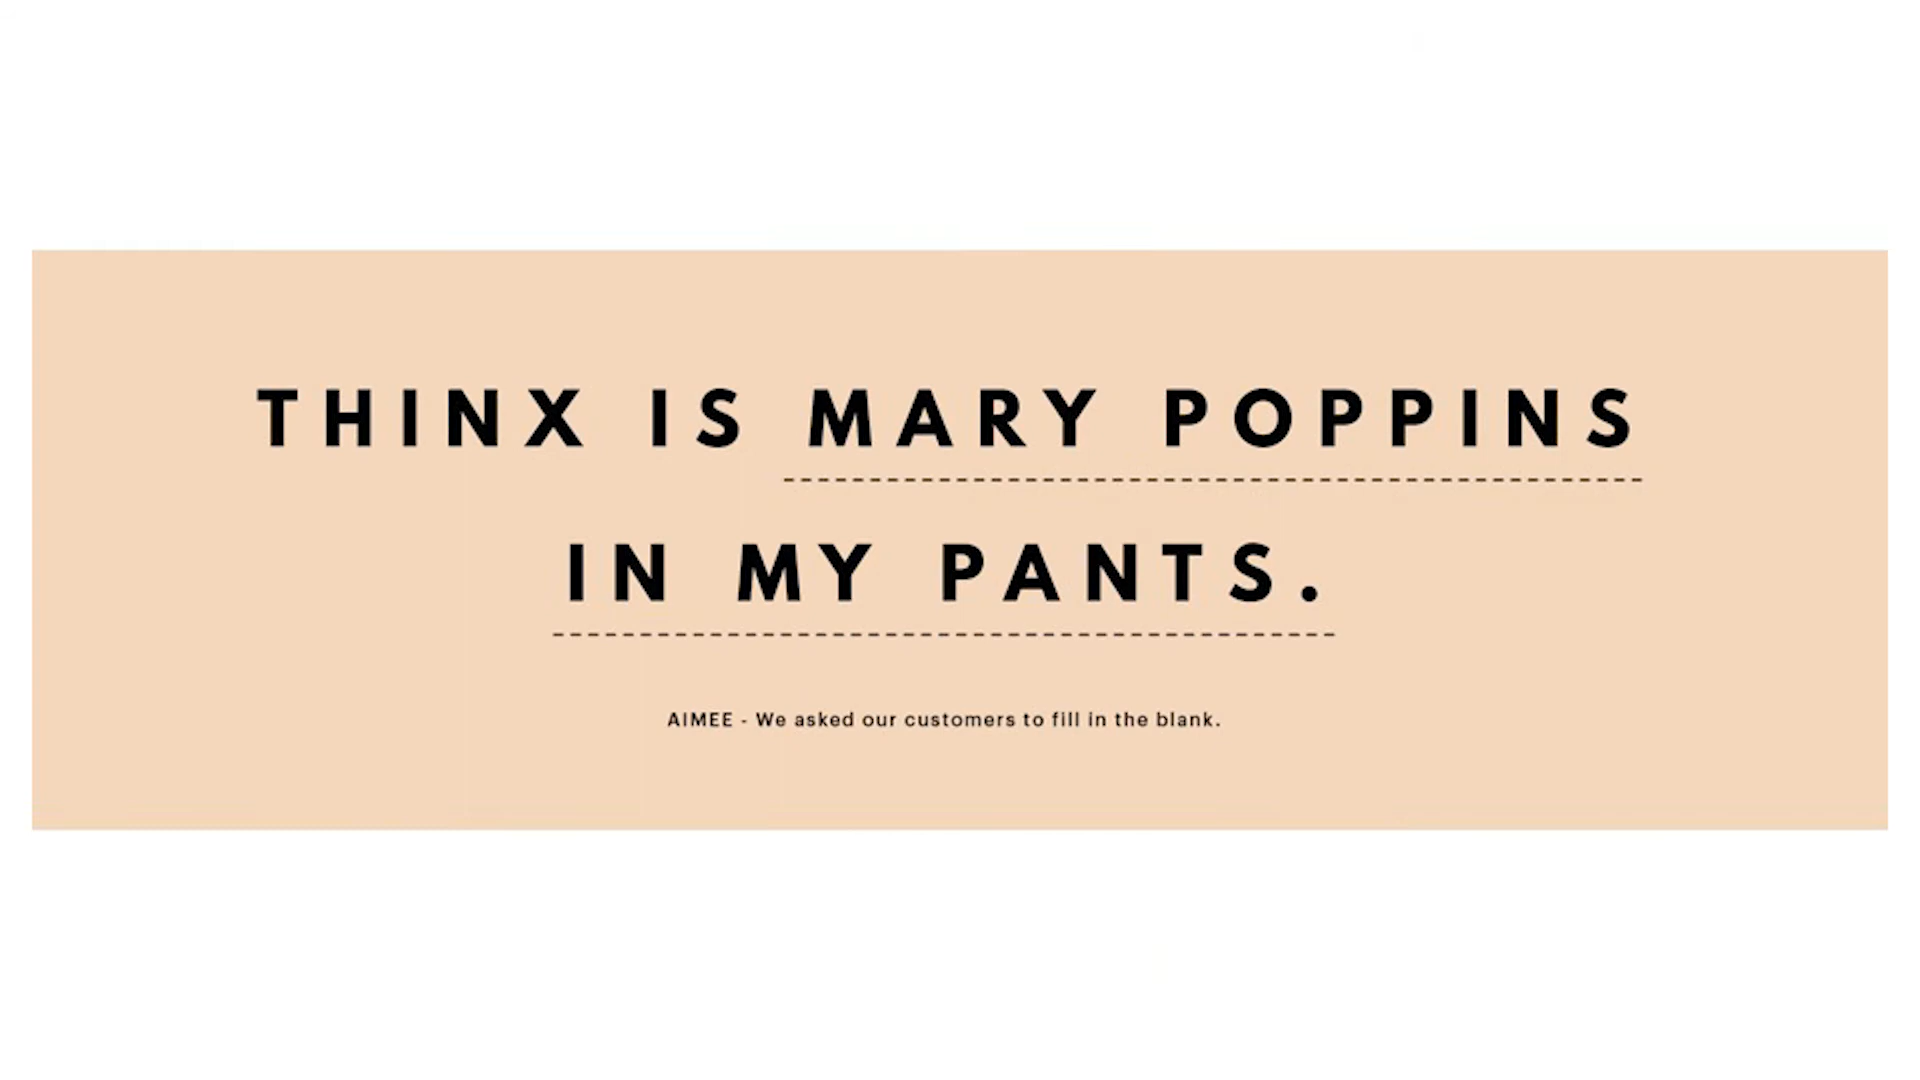 THINX IS MARY POPPINS
IN MY PANTS.
AIMEE - We asked our customers to fill in the blank.